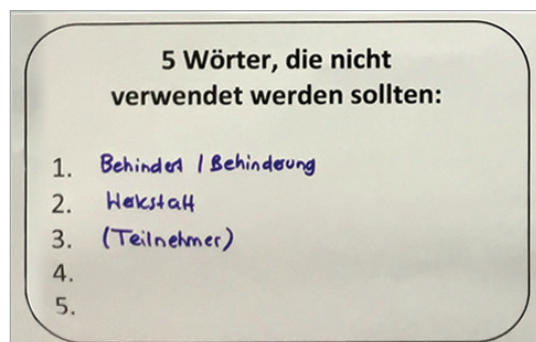 5 Wörter, die nicht
verwendet werden sollten:
1. Behindert / Behinderung
2. Werkstatt
3. (Teilnehmer)
4.
5.